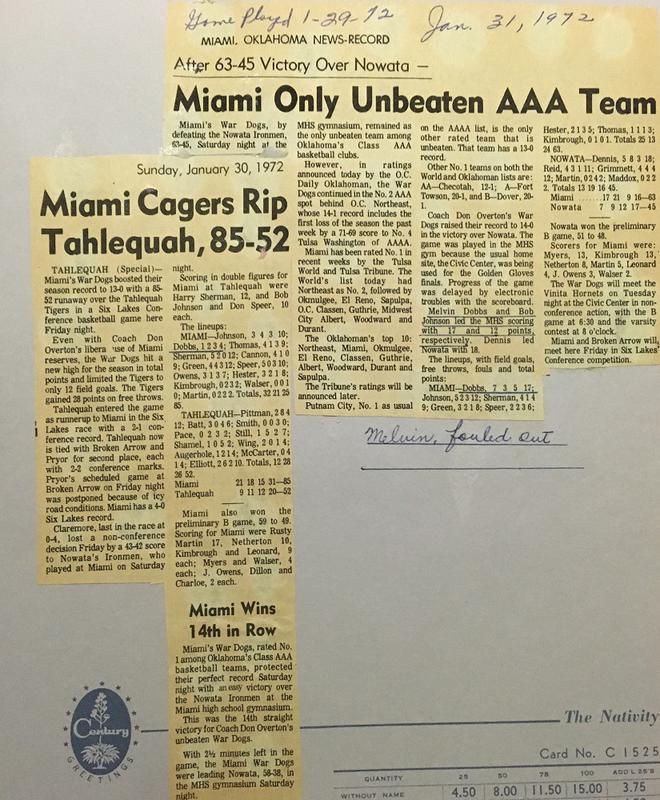 Game Played 1-29-72
Jan. 31, 1972
MIAMI, OKLAHOMA NEWS-RECORD
After 63-45 Victory Over Nowata —
Miami Only Unbeaten AAA Team
Miami's War Dogs, by
defeating the Nowata Ironmen,
63-45, Saturday night at the
MHS gymnasium, remained as
the only unbeaten team among
Oklahoma's Class AAA
basketball clubs.
However, in ratings
announced today by the O.C.
Daily Oklahoman, the War
Dogs continued in the No. 2 AAA
spot behind O.C. Northeast,
whose 14-1 record includes the
first loss of the season the past
week by a 71-69 score to No. 4
Tulsa Washington of AAAA.
Miami has been rated No. 1 in
recent weeks by the Tulsa
World and Tulsa Tribune. The
World's list today had
Northeast as No. 2, followed by
Okmulgee, El Reno, Sapulpa,
O.C. Classen, Guthrie, Midwest
City Albert, Woodward and
Durant.
The Oklahoma's top 10:
Northeast, Miami, Okmulgee,
El Reno, Classen, Guthrie,
Albert, Woodward, Durant and
Sapulpa.
The Tribune's ratings will be
announced later.
Putnam City, No. 1 as usual
on the AAAA list, is the only
other rated team that is
unbeaten. That team has a 13-0
record.
Other No. 1 teams on both the
World and Oklahoman lists are:
AA—Checotah, 12-1; A—Fort
Towson, 20-1, and B—Dover, 20-
1.
Coach Don Overton's War
Dogs raised their record to 14-0
in the victory over Nowata. The
game was played in the MHS
gym because the usual home
site, the Civic Center, was being
used for the Golden Gloves
finals. Progress of the game
was delayed by electronic
troubles with the scoreboard.
Melvin Dobbs and Bob
Johnson led the MHS scoring
with 17 and 12 points,
respectively. Dennis led
Nowata with 18.
The lineups, with field goals,
free throws, fouls and total
points:
MIAMI—Dobbs, 7 3 5 17;
Johnson, 5 2 3 12; Sherman, 4 1 4
9; Green, 3 2 1 8; Speer, 2 2 3 6;
Hester, 2 1 3 5; Thomas, 1 1 1 3;
Kimbrough, 0 1 0 1. Totals 25 13
24 63.
NOWATA—Dennis, 5 8 3 18;
Reid, 4 3 1 11; Grimmett, 4 4 4
12; Martin, 0 2 4 2; Maddox, 0 2 2
2. Totals 13 19 16 45.
Miami ...... 17 21 9 16—63
Nowata 7 9 12 17—45
Nowata won the preliminary
B game, 51 to 48.
Scorers for Miami were:
Myers, 13, Kimbrough 13,
Netherton 8, Martin 5, Leonard
4, J. Owens 3, Walser 2.
The War Dogs will meet the
Vinita Hornets on Tuesday
night at the Civic Center in non-
conference action, with the B
game at 6:30 and the varsity
contest at 8 o'clock.
Miami and Broken Arrow will
meet here Friday in Six Lakes
Conference competition.
Melvin, fouled out
Sunday, January 30, 1972
Miami Cagers Rip
Tahlequah, 85-52
TAHLEQUAH (Special)—
Miami's War Dogs boosted their
season record to 13-0 with a 85-
52 runaway over the Tahlequah
Tigers in a Six Lakes Con-
ference basketball game here
Friday night.
Even with Coach Don
Overton's libera use of Miami
reserves, the War Dogs hit a
new high for the season in total
points and limited the Tigers to
only 12 field goals. The Tigers
gained 28 points on free throws.
Tahlequah entered the game
as runnerup to Miami in the Six
Lakes race with a 2-1 con-
ference record. Tahlequah now
is tied with Broken Arrow and
Pryor for second place, each
with 2-2 conference marks.
Pryor's scheduled game at
Broken Arrow on Friday night
was postponed because of icy
road conditions. Miami has a 4-0
Six Lakes record.
Claremore, last in the race at
0-4, lost a non-conference
decision Friday by a 43-42 score
to Nowata's Ironmen, who
played at Miami on Saturday
night.
Scoring in double figures for
Miami at Tahlequah were
Harry Sherman, 12, and Bob
Johnson and Don Speer, 10
each.
The lineups:
MIAMI—Johnson, 3 4 3 10;
Dobbs, 1 2 3 4; Thomas, 4 1 3 9;
Sherman, 5 2 0 12; Cannon, 4 1 0
9; Green, 4 4 3 12; Speer, 5 0 3 10;
Owens, 3 1 3 7; Hester, 3 2 1 8;
Kimbrough, 0 2 3 2; Walser, 0 0 1
0; Martin, 0 2 2 2. Totals, 32 21 25
85.
TAHLEQUAH—Pittman, 2 8 4
12; Batt, 3 0 4 6; Smith, 0 0 3 0;
Pace, 0 2 3 2; Still, 1 5 2 7;
Shamel, 1 0 5 2; Wing, 2 0 1 4;
Augerhole, 1 2 1 4; McCarter, 0 4
1 4; Elliott, 2 6 2 10. Totals, 12 28
26 52.
Miami 21 18 15 31—85
Tahlequah 9 11 12 20—52
Miami also won the
preliminary B game, 59 to 49.
Scoring for Miami were Rusty
Martin 17, Netherton 10,
Kimbrough and Leonard, 9
each; Myers and Walser, 4
each; J. Owens, Dillon and
Charloe, 2 each.
Miami Wins
14th in Row
Miami's War Dogs, rated No.
1 among Oklahoma's Class AAA
basketball teams, protected
their perfect record Saturday
night with an easy victory over
the Nowata Ironmen at the
Miami high school gymnasium.
This was the 14th straight
victory for Coach Don Overton's
unbeaten War Dogs.
With 2½ minutes left in the
game, the Miami War Dogs
were leading Nowata, 58-38, in
the MHS gymnasium Saturday
night.
Century
GREETINGS
The Nativity
Card No. C 1525
QUANTITY 25 50 75 100 ADD'L 25'S
WITHOUT NAME 4.50 8.00 11.50 15.00 3.75